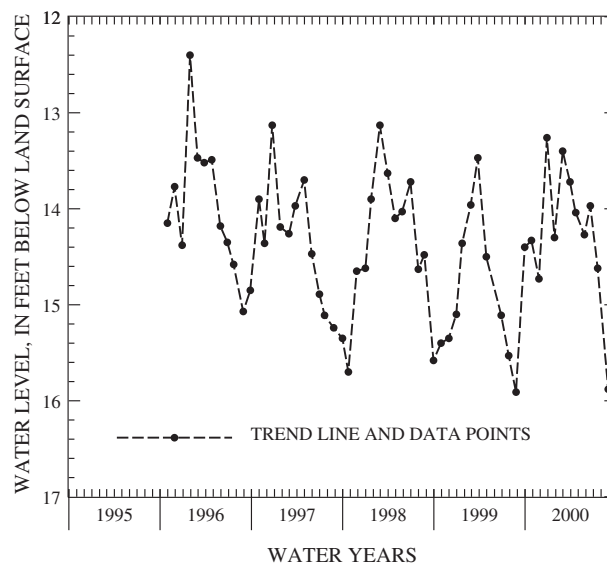 WATER LEVEL, IN FEET BELOW LAND SURFACE
12
13
14
15
16
17
TREND LINE AND DATA POINTS
1995 1996 1997 1998 1999 2000
WATER YEARS